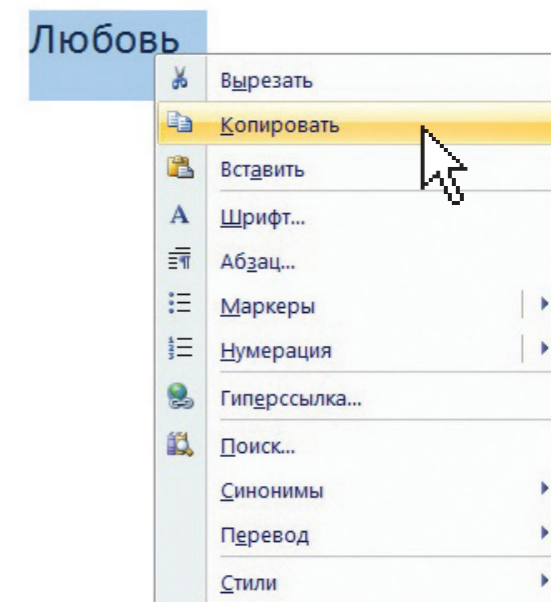 Любовь
Вырезать
Копировать
Вставить
Шрифт...
Абзац...
Маркеры
Нумерация
Гиперссылка...
Поиск...
Синонимы
Перевод
Стили